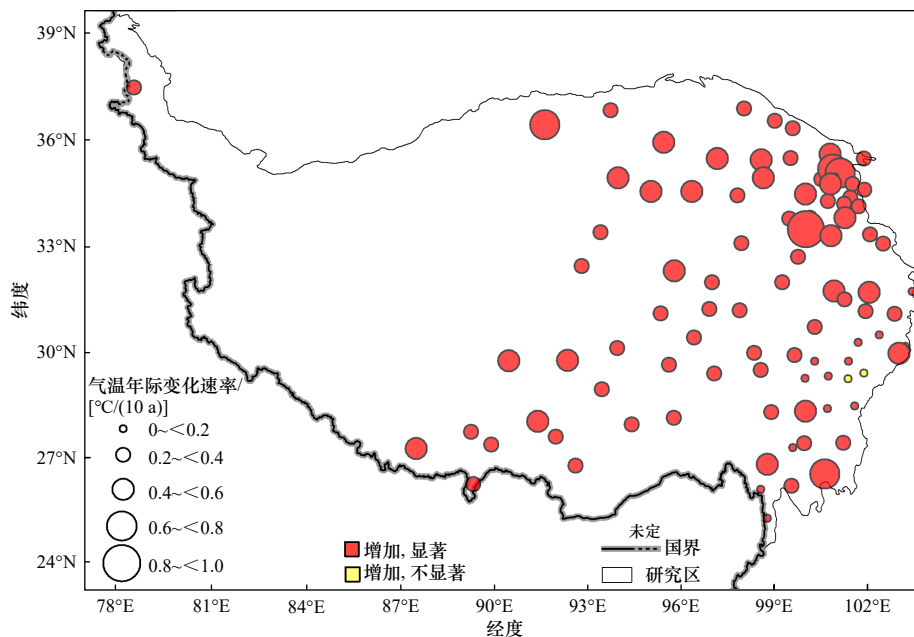 39°N
36°N
33°N
30°N
27°N
24°N
纬度
气温年际变化速率/
[°C/(10 a)]
0~<0.2
0.2~<0.4
0.4~<0.6
0.6~<0.8
0.8~<1.0
增加, 显著
增加, 不显著
未定
国界
研究区
78°E 81°E 84°E 87°E 90°E 93°E 96°E 99°E 102°E
经度